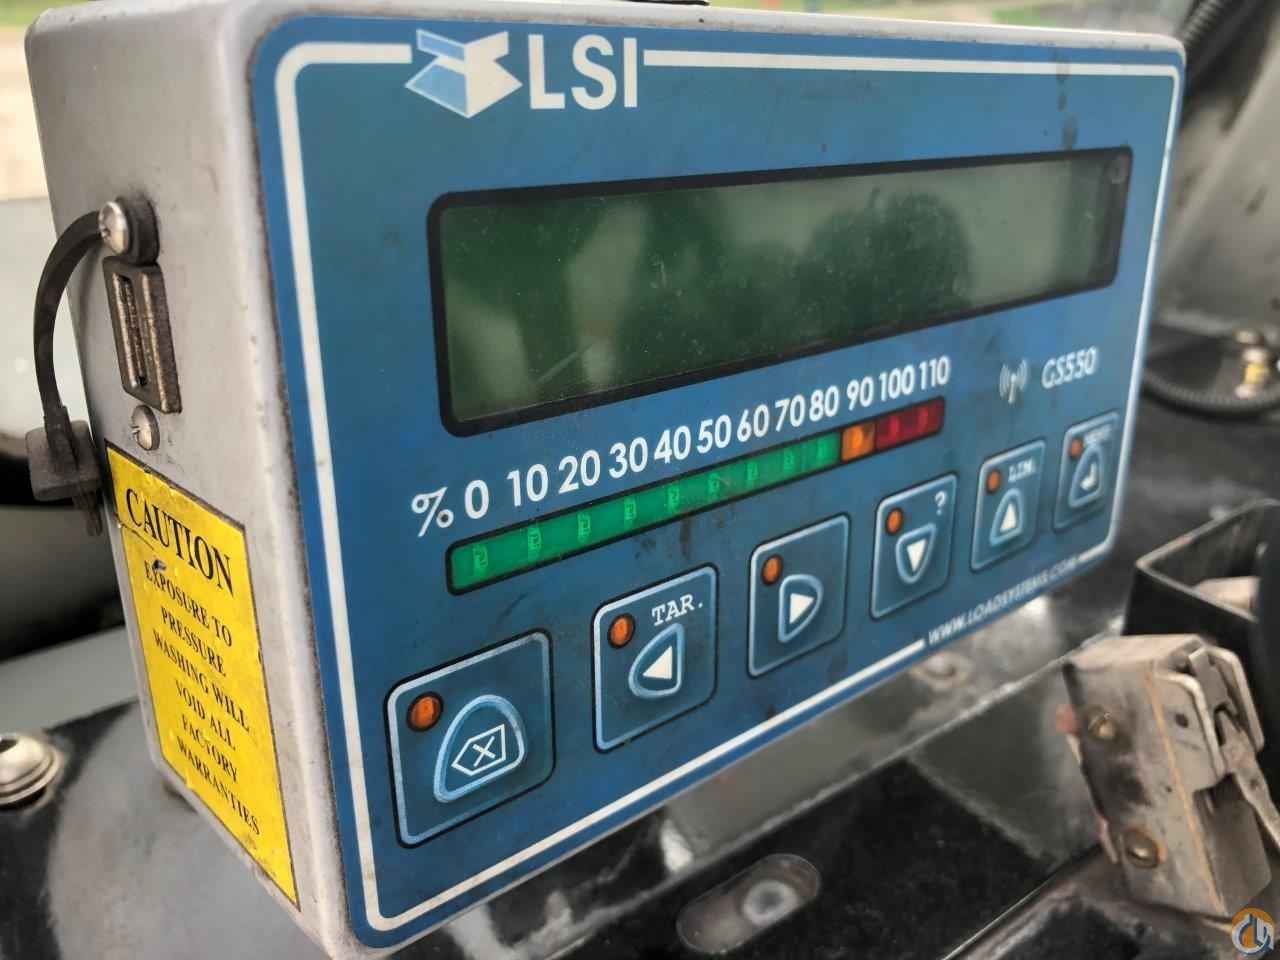 LSI
GS550
% 0 10 20 30 40 50 60 70 80 90 100 110
TAR.
?
LIM.
MENU
WWW.LOADSYSTEMS.COM
CAUTION
EXPOSURE TO
PRESSURE
WASHING WILL
VOID ALL
FACTORY
WARRANTIES